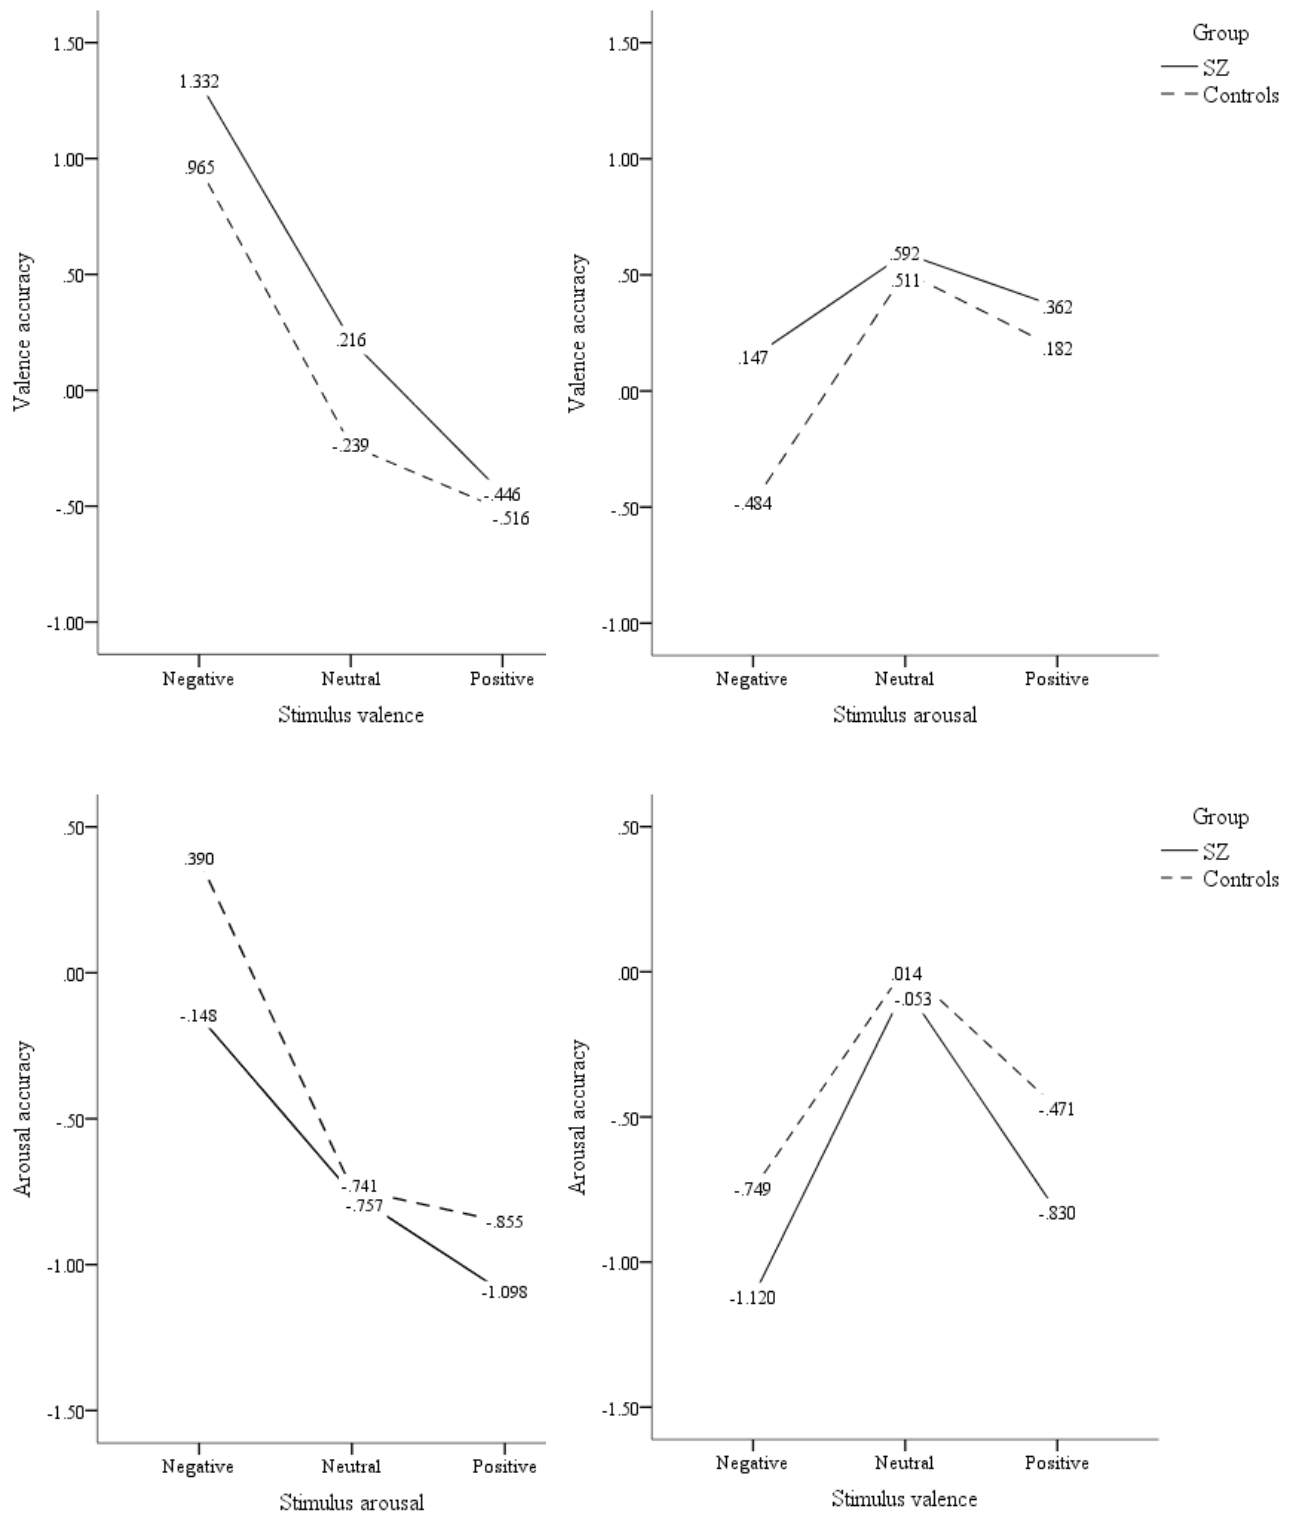 Group
SZ
Controls
1.50
1.00
.50
.00
-.50
-1.00
Valence accuracy
1.332
.965
.216
-.239
-.446
-.516
Negative Neutral Positive
Stimulus valence
1.50
1.00
.50
.00
-.50
-1.00
Valence accuracy
.592
.511
.362
.182
.147
-.484
Negative Neutral Positive
Stimulus arousal
.50
.00
-.50
-1.00
-1.50
Arousal accuracy
.390
-.148
-.741
-.757
-.855
-1.098
Negative Neutral Positive
Stimulus arousal
Group
SZ
Controls
.50
.00
-.50
-1.00
-1.50
Arousal accuracy
.014
-.053
-.471
-.749
-.830
-1.120
Negative Neutral Positive
Stimulus valence